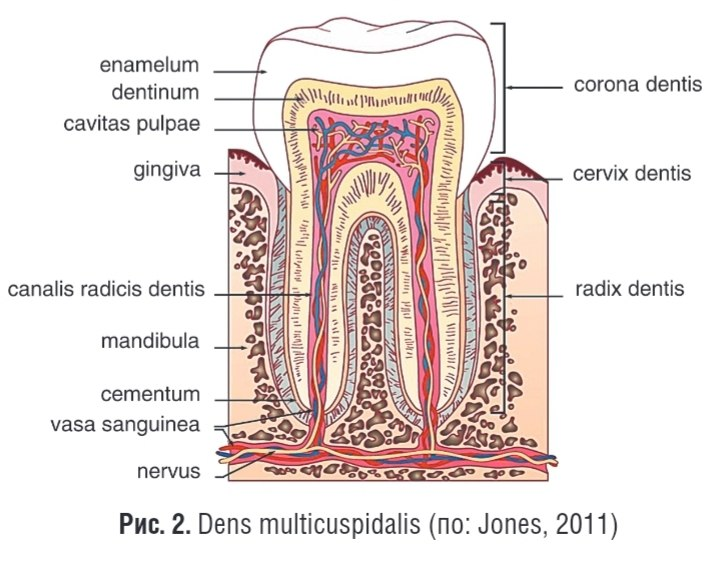 enamelum
dentinum
cavitas pulpae
gingiva
canalis radicis dentis
mandibula
cementum
vasa sanguinea
nervus
corona dentis
cervix dentis
radix dentis
Рис. 2. Dens multicuspidalis (по: Jones, 2011)